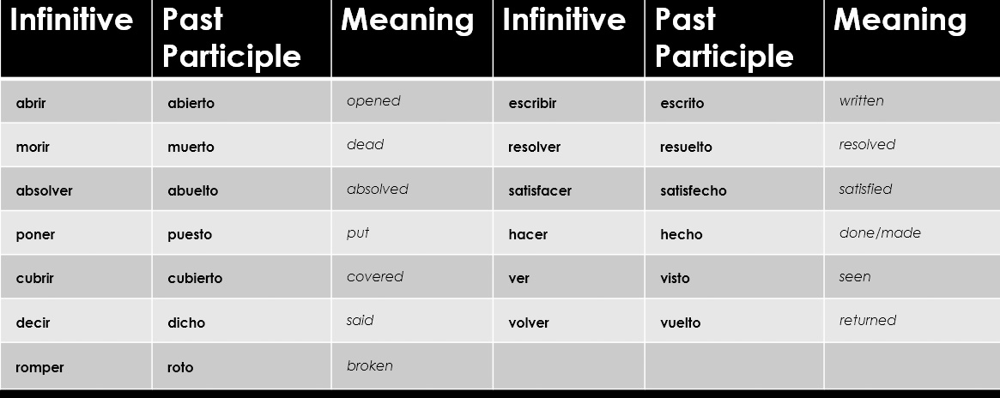 Infinitive Past Participle Meaning Infinitive Past Participle Meaning
abrir abierto opened escribir escrito written
morir muerto dead resolver resuelto resolved
absolver abuelto absolved satisfacer satisfecho satisfied
poner puesto put hacer hecho done/made
cubrir cubierto covered ver visto seen
decir dicho said volver vuelto returned
romper roto broken